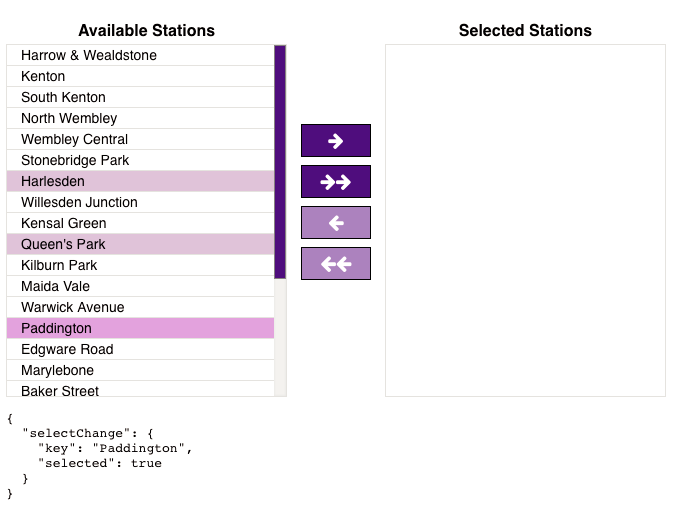 Available Stations
Harrow & Wealdstone
Kenton
South Kenton
North Wembley
Wembley Central
Stonebridge Park
Harlesden
Willesden Junction
Kensal Green
Queen's Park
Kilburn Park
Maida Vale
Warwick Avenue
Paddington
Edgware Road
Marylebone
Baker Street
Selected Stations
{
  "selectChange": {
    "key": "Paddington",
    "selected": true
  }
}